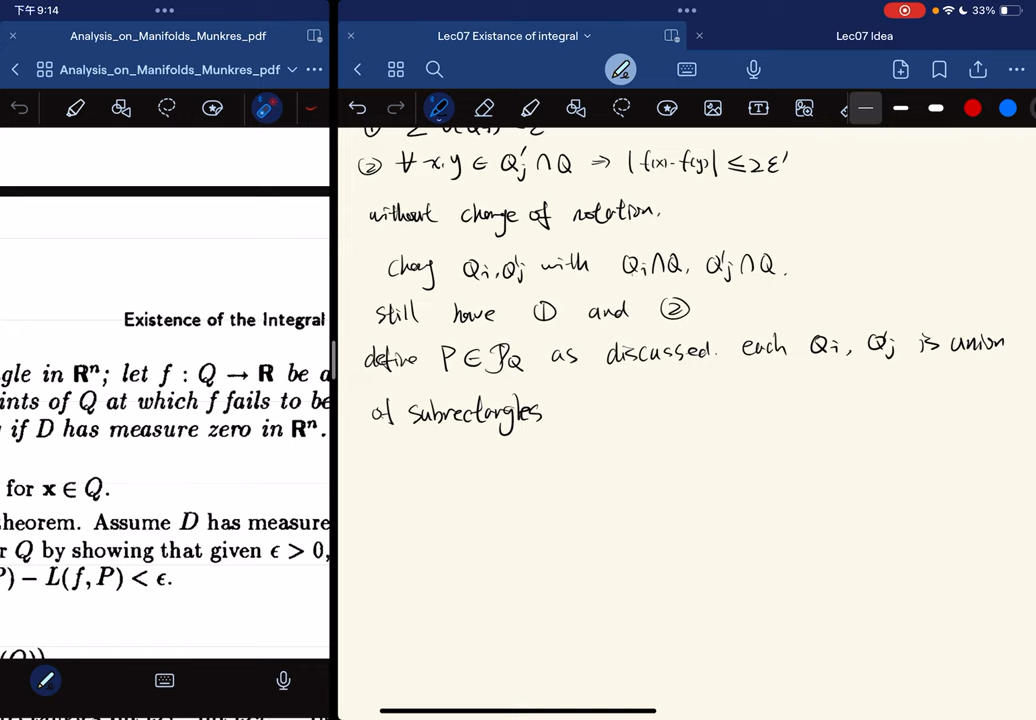 下午9:14
33%
Analysis_on_Manifolds_Munkres_pdf
Analysis_on_Manifolds_Munkres_pdf
Existence of the Integral
gle in Rⁿ; let f : Q → R be a
ints of Q at which f fails to be
if D has measure zero in Rⁿ.
for x ∈ Q.
theorem. Assume D has measure
r Q by showing that given ϵ > 0,
P) − L(f, P) < ϵ.
Lec07 Existance of integral
Lec07 Idea
② ∀ x, y ∈ Q'j ∩ Q ⇒ |f(x) - f(y)| ≤ 2ε'
without change of notation.
Chang Qi, Q'j with Qi∩Q, Q'j∩Q.
still have ① and ②
define P ∈ 𝒫Q as discussed. each Qi, Q'j is union
of subrectangles